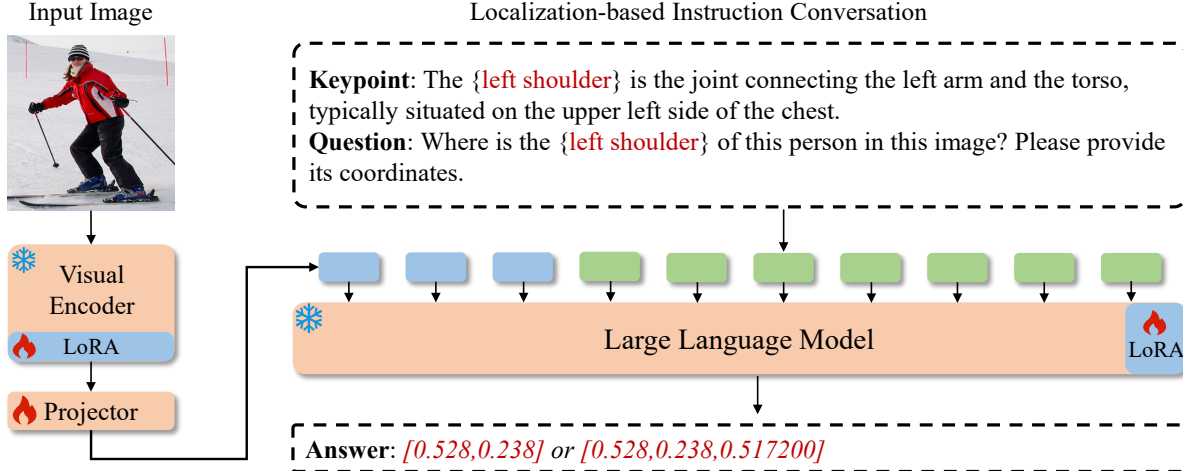 Input Image
Localization-based Instruction Conversation
Keypoint: The {left shoulder} is the joint connecting the left arm and the torso,
typically situated on the upper left side of the chest.
Question: Where is the {left shoulder} of this person in this image? Please provide
its coordinates.
Visual
Encoder
LoRA
Projector
Large Language Model
LoRA
Answer: [0.528,0.238] or [0.528,0.238,0.517200]